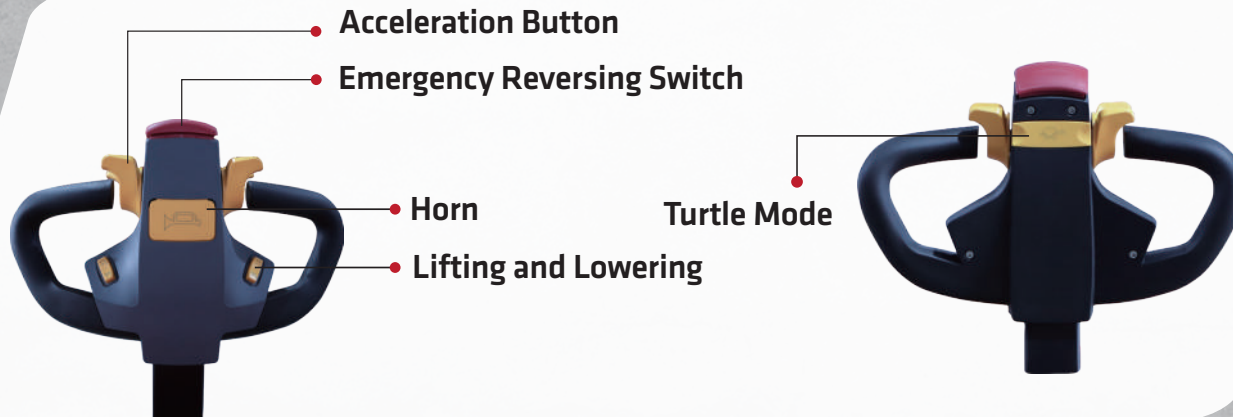 Acceleration Button
Emergency Reversing Switch
Horn
Lifting and Lowering
Turtle Mode